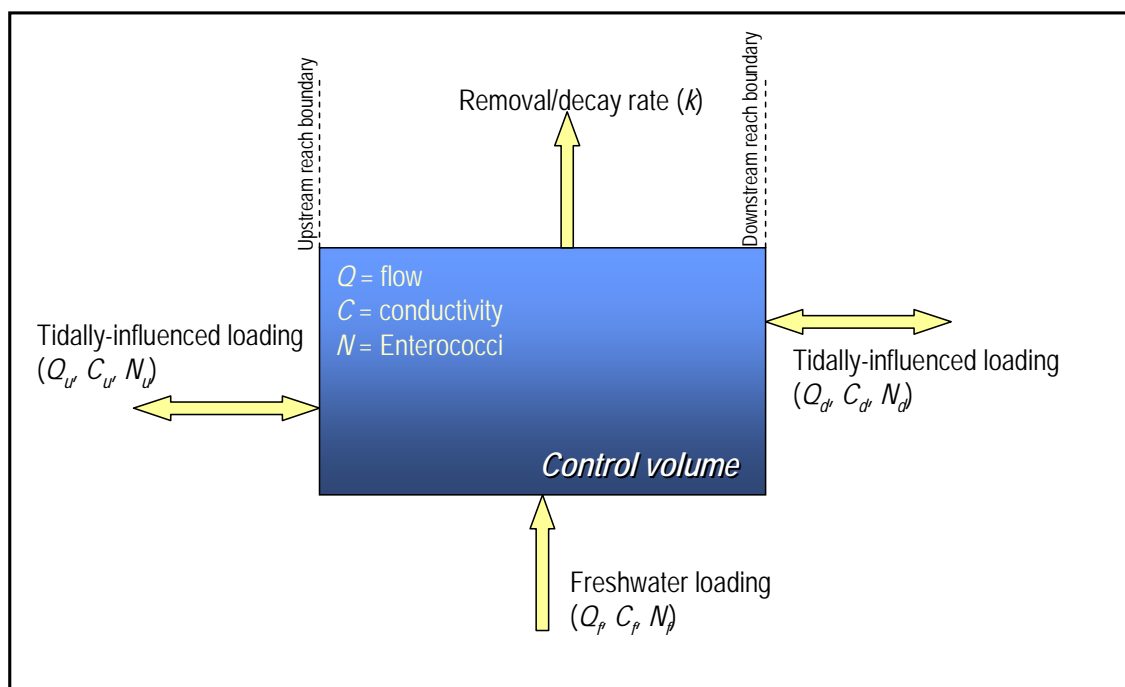 Upstream reach boundary
Downstream reach boundary
Removal/decay rate (k)
Q = flow
C = conductivity
N = Enterococci
Tidally-influenced loading
(Qu, Cu, Nu)
Tidally-influenced loading
(Qd, Cd, Nd)
Control volume
Freshwater loading
(Qf, Cf, Nf)